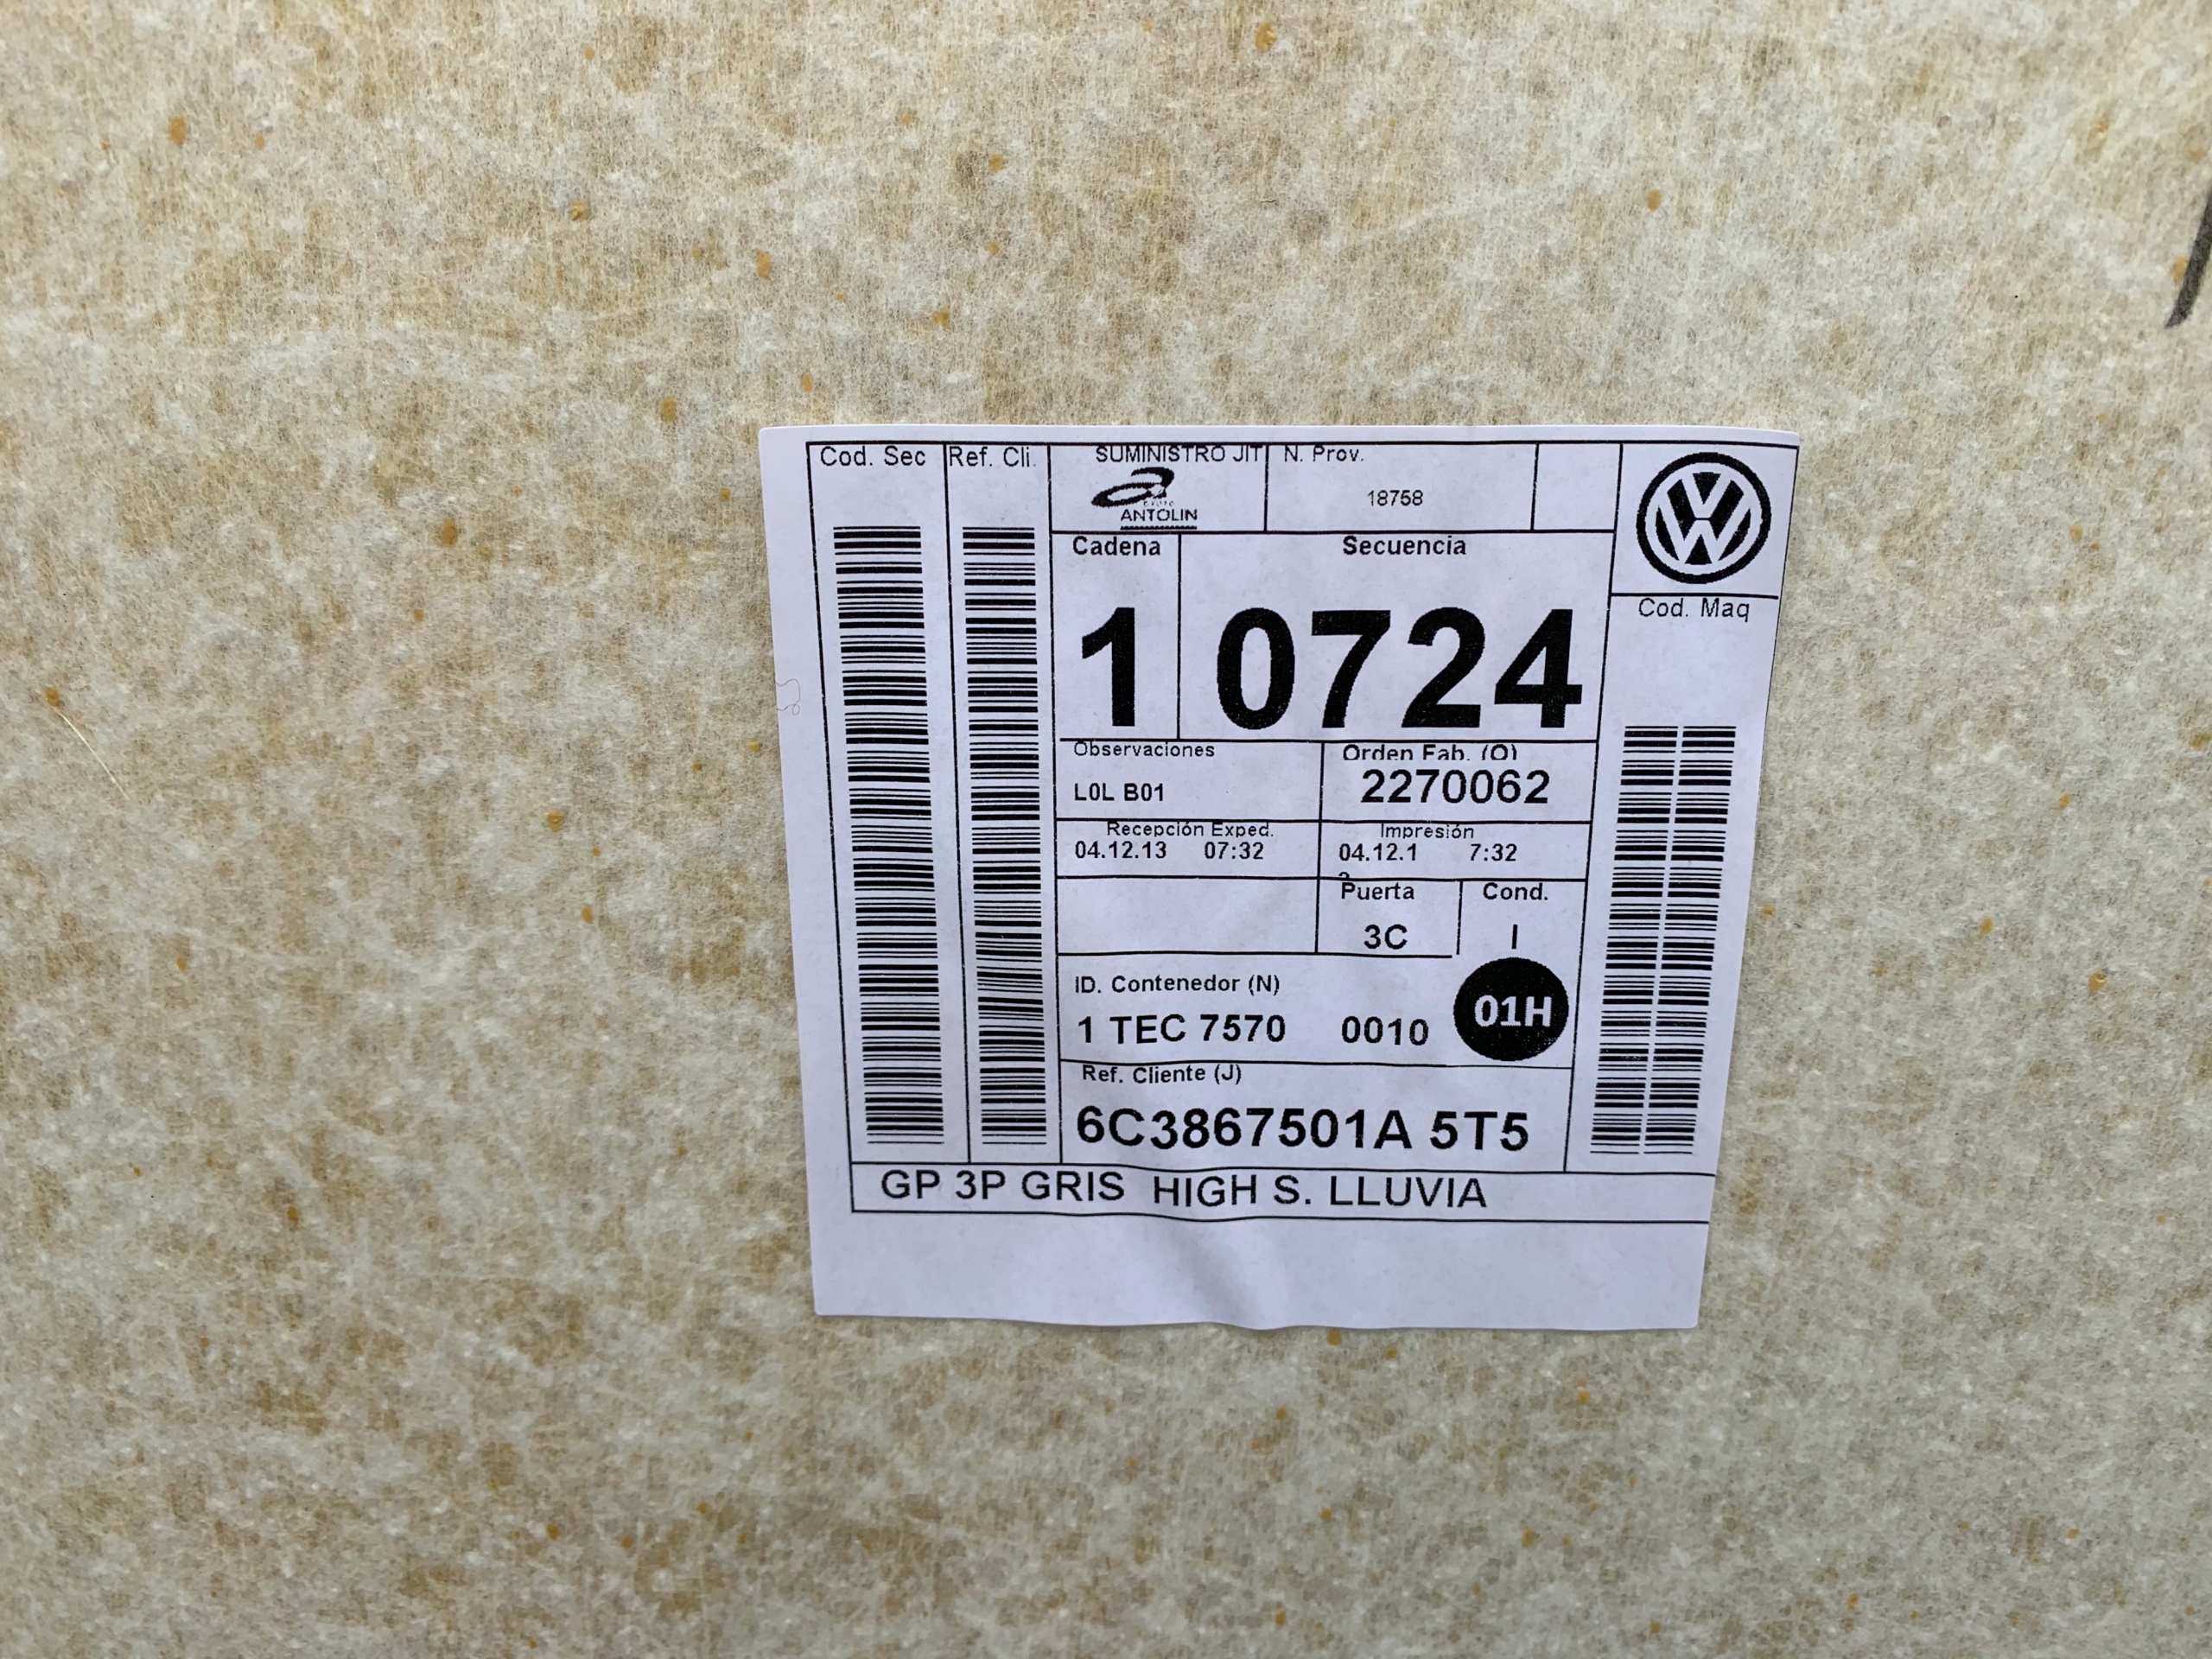 Cod. Sec
Ref. Cli.
SUMINISTRO JIT
GRUPO
ANTOLIN
N. Prov.
18758
Cadena
1
Secuencia
0724
Cod. Maq
Observaciones
L0L B01
Orden Fab. (O)
2270062
Recepción Exped.
04.12.13 07:32
Impresión
04.12.1 7:32
Puerta
3C
Cond.
I
ID. Contenedor (N)
1 TEC 7570 0010
01H
Ref. Cliente (J)
6C3867501A 5T5
GP 3P GRIS HIGH S. LLUVIA